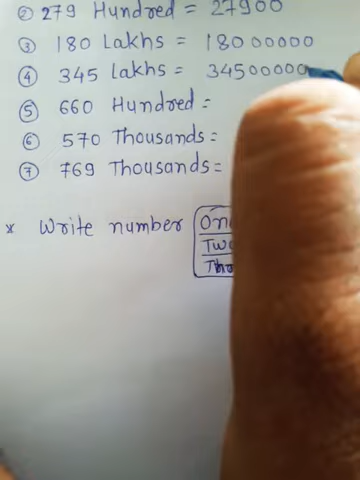 ② 279 Hundred = 27900
③ 180 Lakhs = 18000000
④ 345 Lakhs = 34500000
⑤ 660 Hundred =
⑥ 570 Thousands =
⑦ 769 Thousands =
* Write number